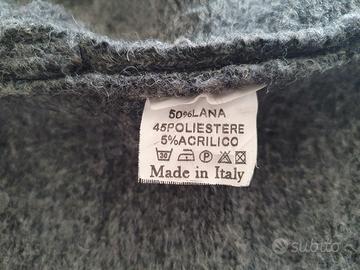 50%LANA
45POLIESTERE
5%ACRILICO
30 P
Made in Italy
subito